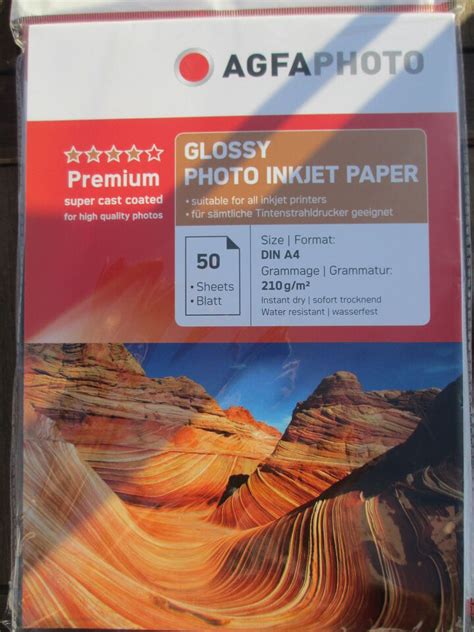 AGFAPHOTO
Premium
super cast coated
for high quality photos
GLOSSY
PHOTO INKJET PAPER
• suitable for all inkjet printers
• für sämtliche Tintenstrahldrucker geeignet
50
• Sheets
• Blatt
Size | Format:
DIN A4
Grammage | Grammatur:
210 g/m²
Instant dry | sofort trocknend
Water resistant | wasserfest